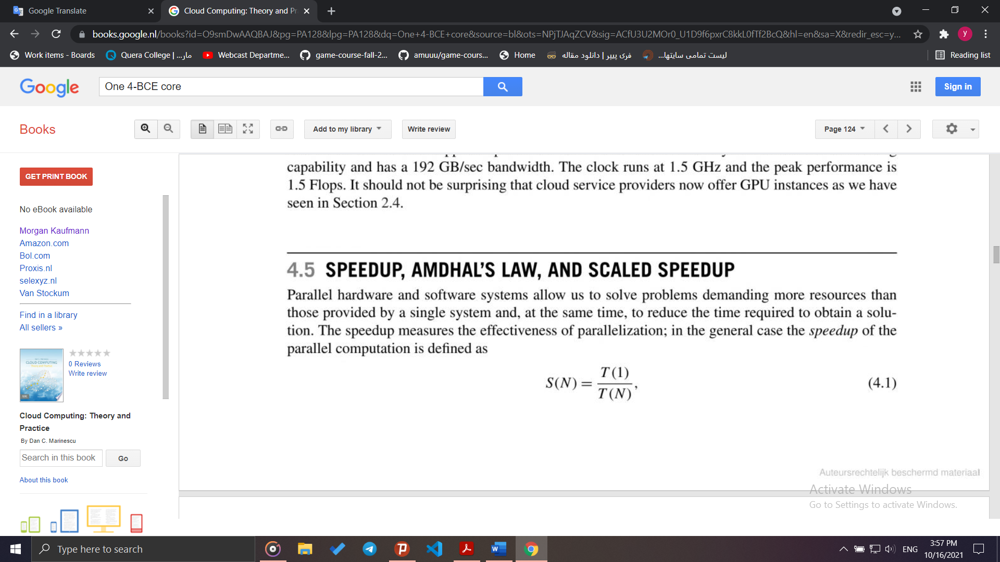 Google Translate
Cloud Computing: Theory and Pr
books.google.nl/books?id=O9smDwAAQBAJ&pg=PA128&lpg=PA128&dq=One+4-BCE+core&source=bl&ots=NPjTJAqZCV&sig=ACfU3U2MOr0_U1D9f6pxrC8kkL0fTf2BcQ&hl=en&sa=X&redir_esc=y...
y
Work items - Boards
Quera College | ...مار
Webcast Departme...
game-course-fall-2...
amuuu/game-cours...
Home
فری پیپر | دانلود مقاله
لیست تمامی سایتها...
Reading list
Google
One 4-BCE core
Sign in
Books
Add to my library
Write review
Page 124
GET PRINT BOOK
No eBook available
Morgan Kaufmann
Amazon.com
Bol.com
Proxis.nl
selexyz.nl
Van Stockum
Find in a library
All sellers »
CLOUD COMPUTING
0 Reviews
Write review
Cloud Computing: Theory and
Practice
By Dan C. Marinescu
Search in this book
Go
About this book
capability and has a 192 GB/sec bandwidth. The clock runs at 1.5 GHz and the peak performance is
1.5 Flops. It should not be surprising that cloud service providers now offer GPU instances as we have
seen in Section 2.4.
4.5 SPEEDUP, AMDHAL'S LAW, AND SCALED SPEEDUP
Parallel hardware and software systems allow us to solve problems demanding more resources than
those provided by a single system and, at the same time, to reduce the time required to obtain a solu-
tion. The speedup measures the effectiveness of parallelization; in the general case the speedup of the
parallel computation is defined as
S(N) = T(1) / T(N), (4.1)
Auteursrechtelijk beschermd materiaal
Activate Windows
Go to Settings to activate Windows.
Type here to search
ENG
3:57 PM
10/16/2021